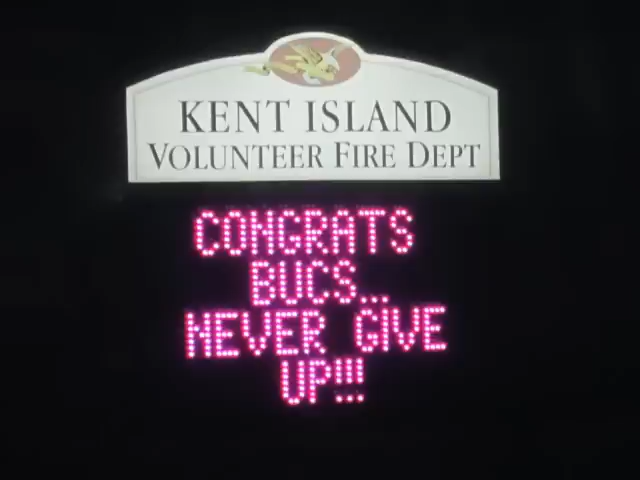 KENT ISLAND
VOLUNTEER FIRE DEPT
CONGRATS
BUCS...
NEVER GIVE
UP!!!